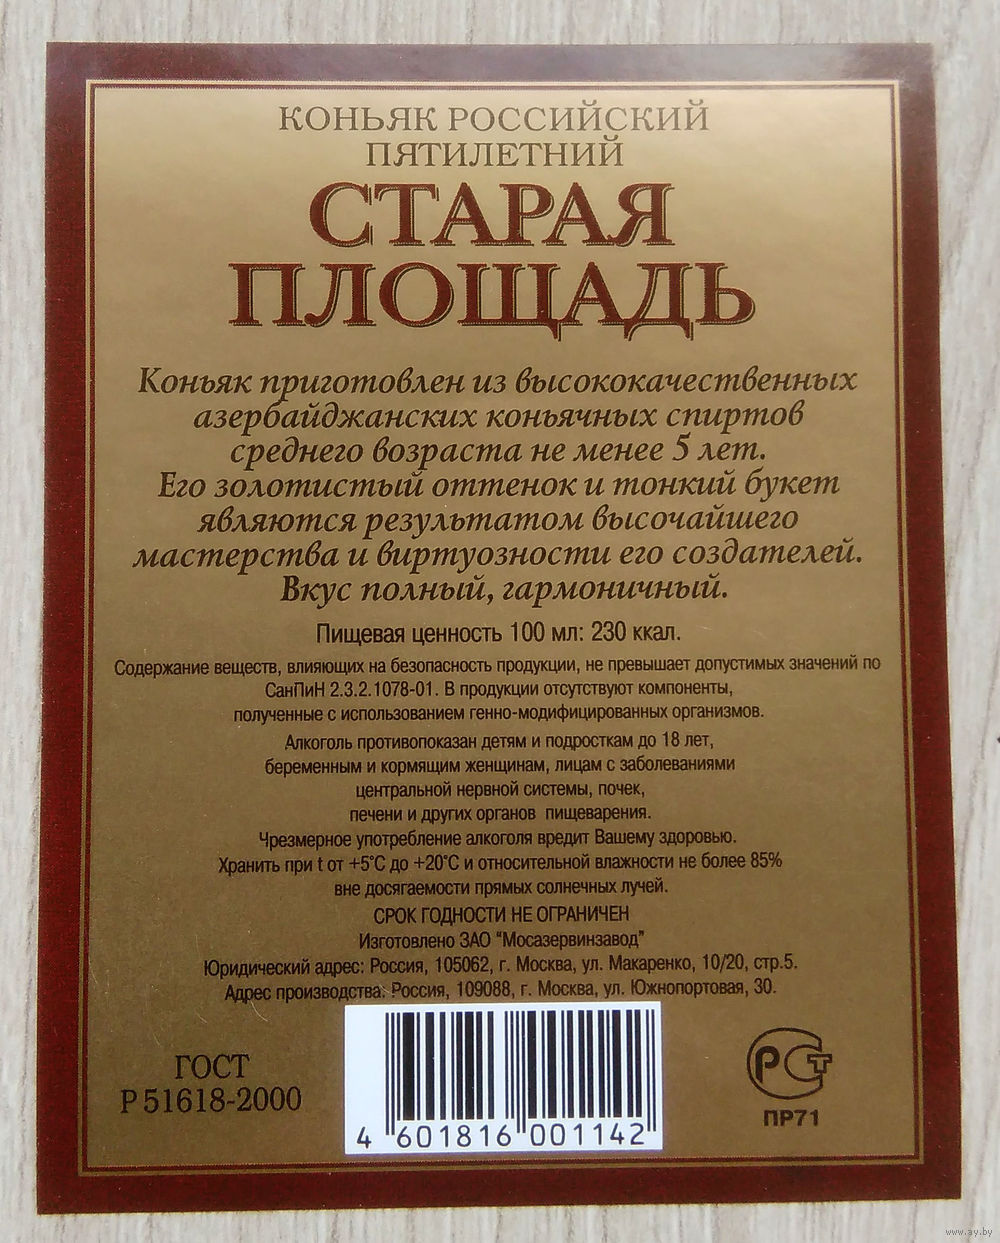 КОНЬЯК РОССИЙСКИЙ
ПЯТИЛЕТНИЙ
СТАРАЯ
ПЛОЩАДЬ
Коньяк приготовлен из высококачественных
азербайджанских коньячных спиртов
среднего возраста не менее 5 лет.
Его золотистый оттенок и тонкий букет
являются результатом высочайшего
мастерства и виртуозности его создателей.
Вкус полный, гармоничный.
Пищевая ценность 100 мл: 230 ккал.
Содержание веществ, влияющих на безопасность продукции, не превышает допустимых значений по
СанПиН 2.3.2.1078-01. В продукции отсутствуют компоненты,
полученные с использованием генно-модифицированных организмов.
Алкоголь противопоказан детям и подросткам до 18 лет,
беременным и кормящим женщинам, лицам с заболеваниями
центральной нервной системы, почек,
печени и других органов пищеварения.
Чрезмерное употребление алкоголя вредит Вашему здоровью.
Хранить при t от +5°С до +20°С и относительной влажности не более 85%
вне досягаемости прямых солнечных лучей.
СРОК ГОДНОСТИ НЕ ОГРАНИЧЕН
Изготовлено ЗАО "Мосазервинзавод"
Юридический адрес: Россия, 105062, г. Москва, ул. Макаренко, 10/20, стр.5.
Адрес производства: Россия, 109088, г. Москва, ул. Южнопортовая, 30.
ГОСТ
Р 51618-2000
4 601816 001142
РСТ
ПР71
www.ay.by